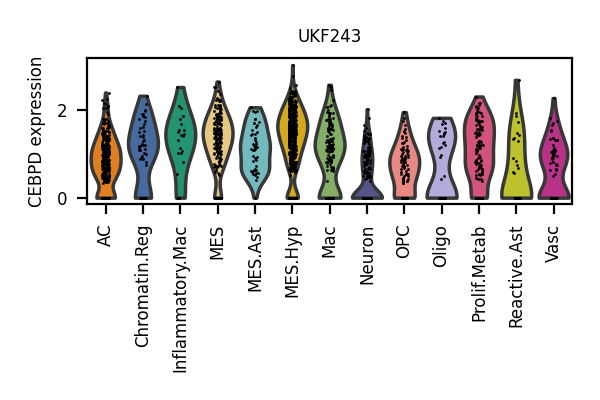 UKF243
CEBPD expression
2
0
AC
Chromatin.Reg
Inflammatory.Mac
MES
MES.Ast
MES.Hyp
Mac
Neuron
OPC
Oligo
Prolif.Metab
Reactive.Ast
Vasc